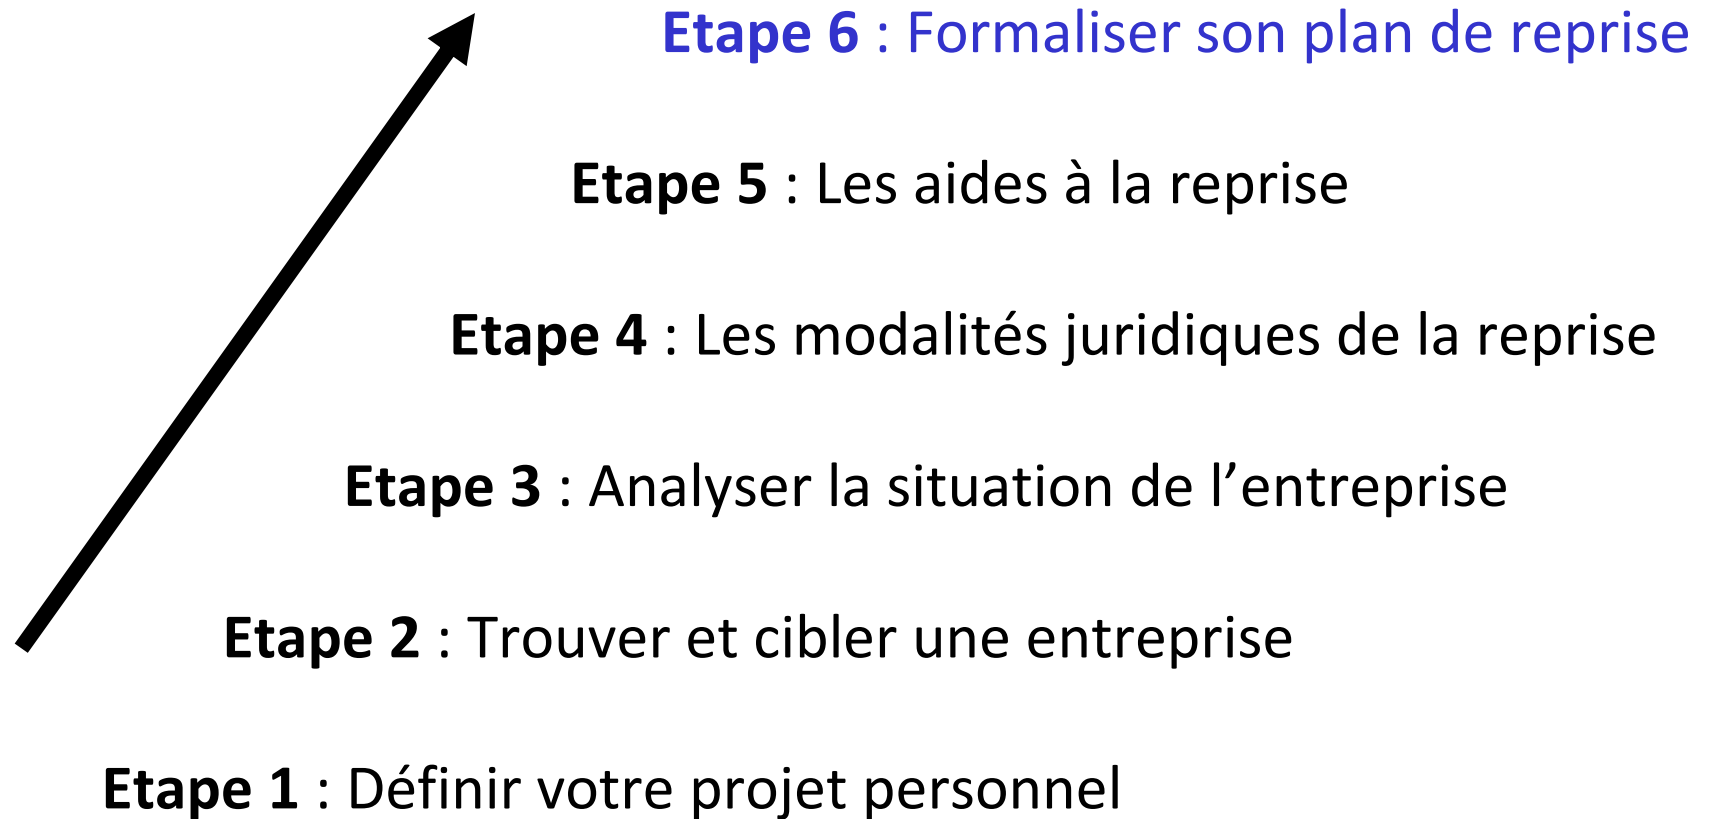 Etape 6 : Formaliser son plan de reprise
Etape 5 : Les aides à la reprise
Etape 4 : Les modalités juridiques de la reprise
Etape 3 : Analyser la situation de l’entreprise
Etape 2 : Trouver et cibler une entreprise
Etape 1 : Définir votre projet personnel